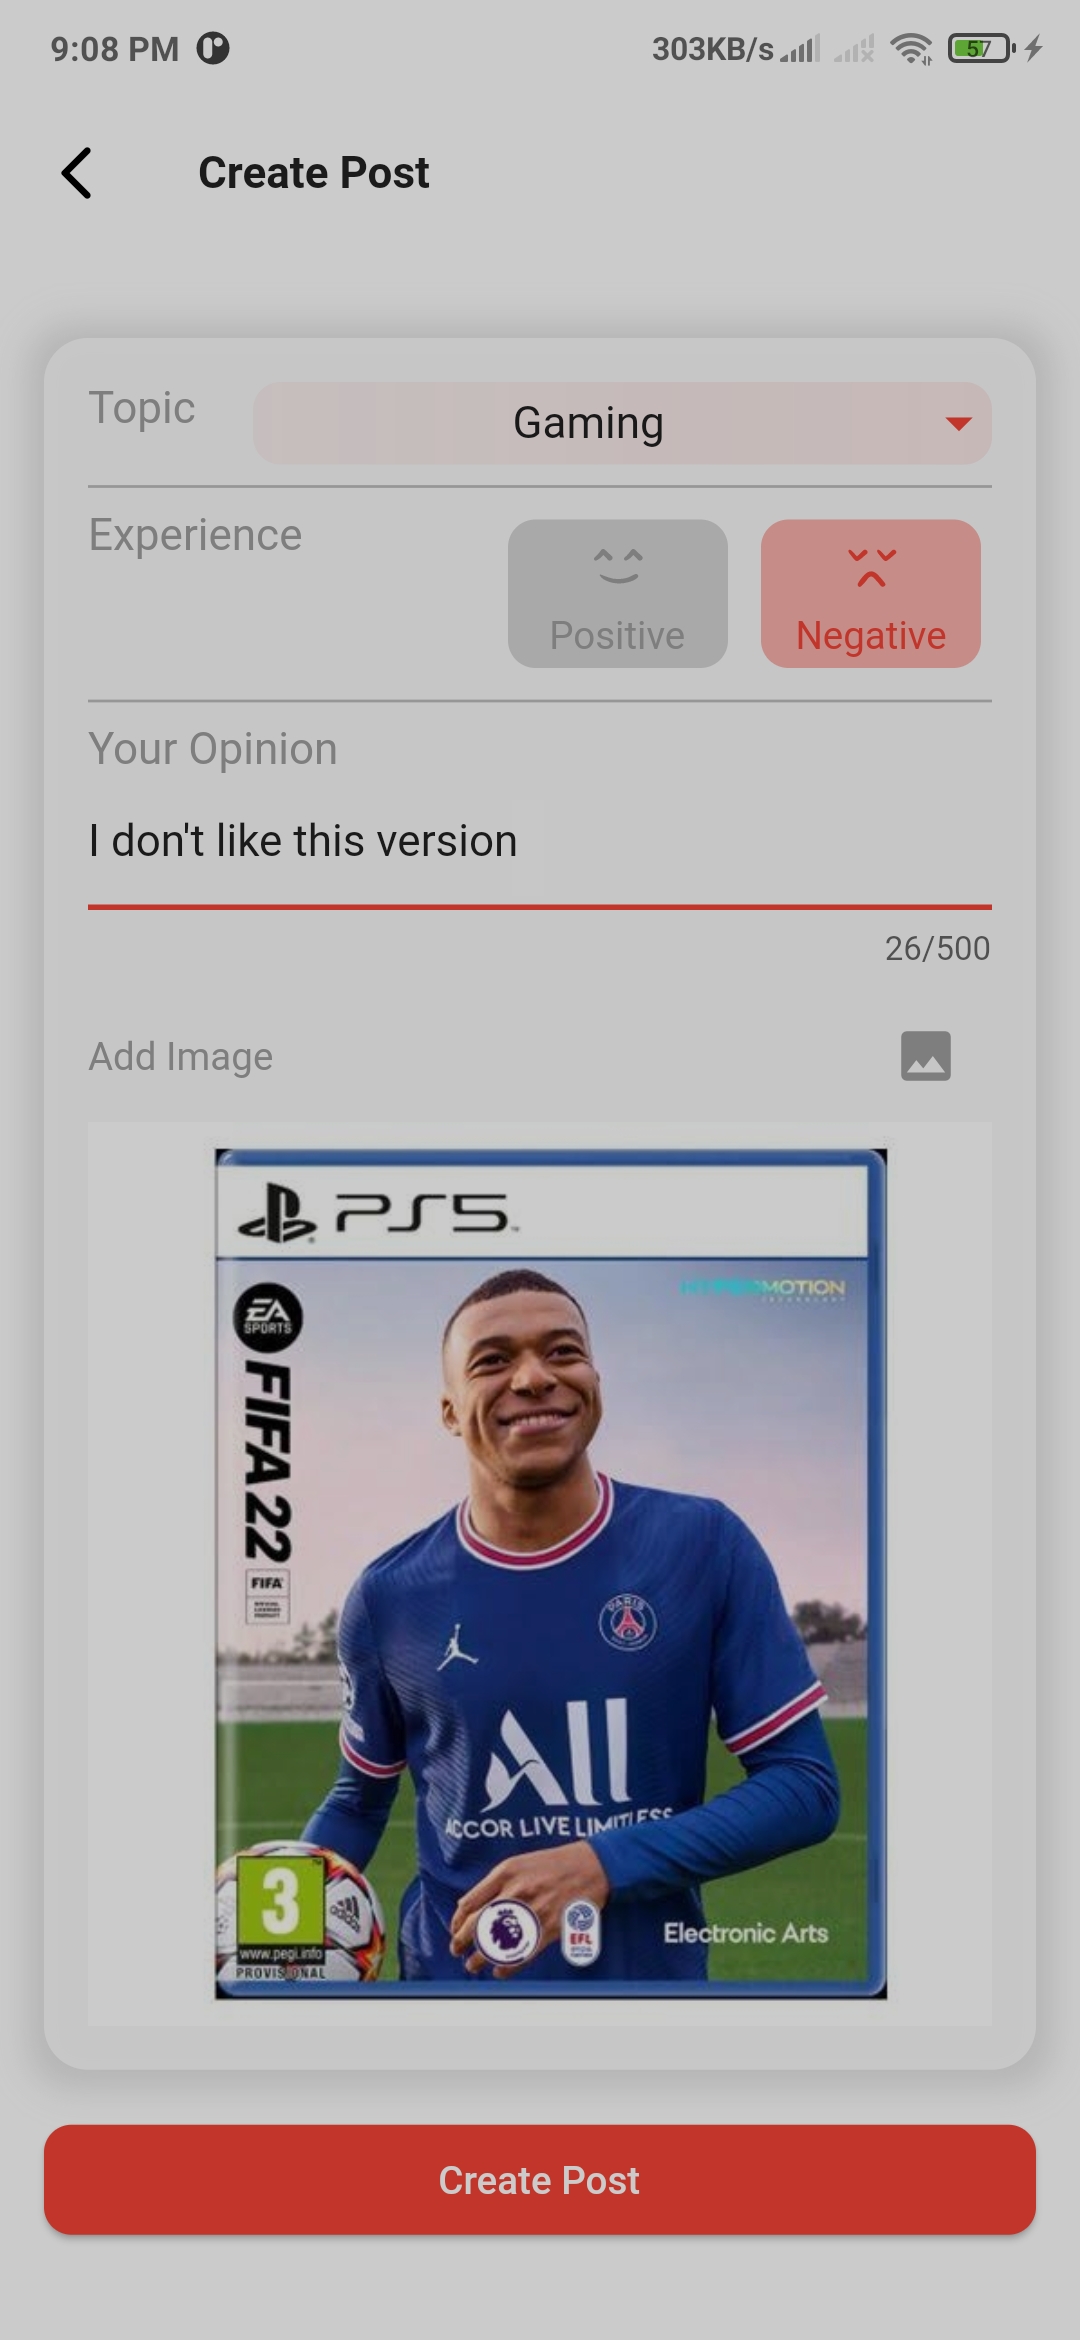 9:08 PM
303KB/s
57
Create Post
Topic
Gaming
Experience
Positive
Negative
Your Opinion
I don't like this version
26/500
Add Image
PS5
HYPERMOTION
TECHNOLOGY
EA
SPORTS
FIFA 22
FIFA
PARIS
All
ACCOR LIVE LIMITLESS
3
adidas
www.pegi.info
PROVISIONAL
EFL
Electronic Arts
Create Post